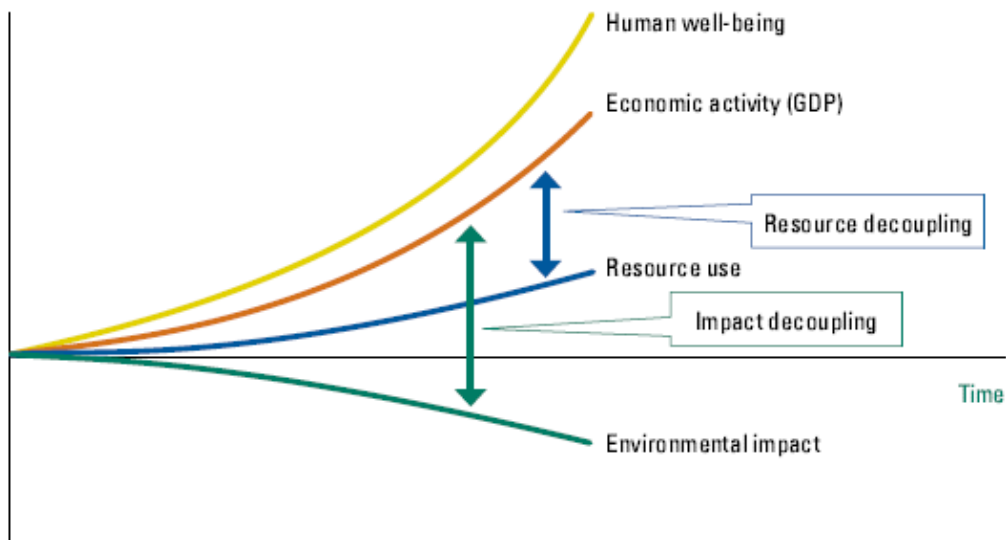 Human well-being
Economic activity (GDP)
Resource decoupling
Resource use
Impact decoupling
Time
Environmental impact